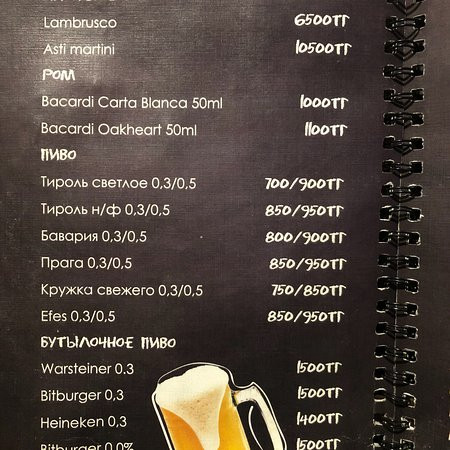 Lambrusco 6500ТГ
Asti martini 10500ТГ
РОМ
Bacardi Carta Blanca 50ml 1000ТГ
Bacardi Oakheart 50ml 1100ТГ
ПИВО
Тироль светлое 0,3/0,5 700/900ТГ
Тироль н/ф 0,3/0,5 850/950ТГ
Бавария 0,3/0,5 800/900ТГ
Прага 0,3/0,5 850/950ТГ
Кружка свежего 0,3/0,5 750/850ТГ
Efes 0,3/0,5 850/950ТГ
БУТЫЛОЧНОЕ ПИВО
Warsteiner 0,3 1500ТГ
Bitburger 0,3 1500ТГ
Heineken 0,3 1400ТГ
Bitburger 0,0% 1500ТГ